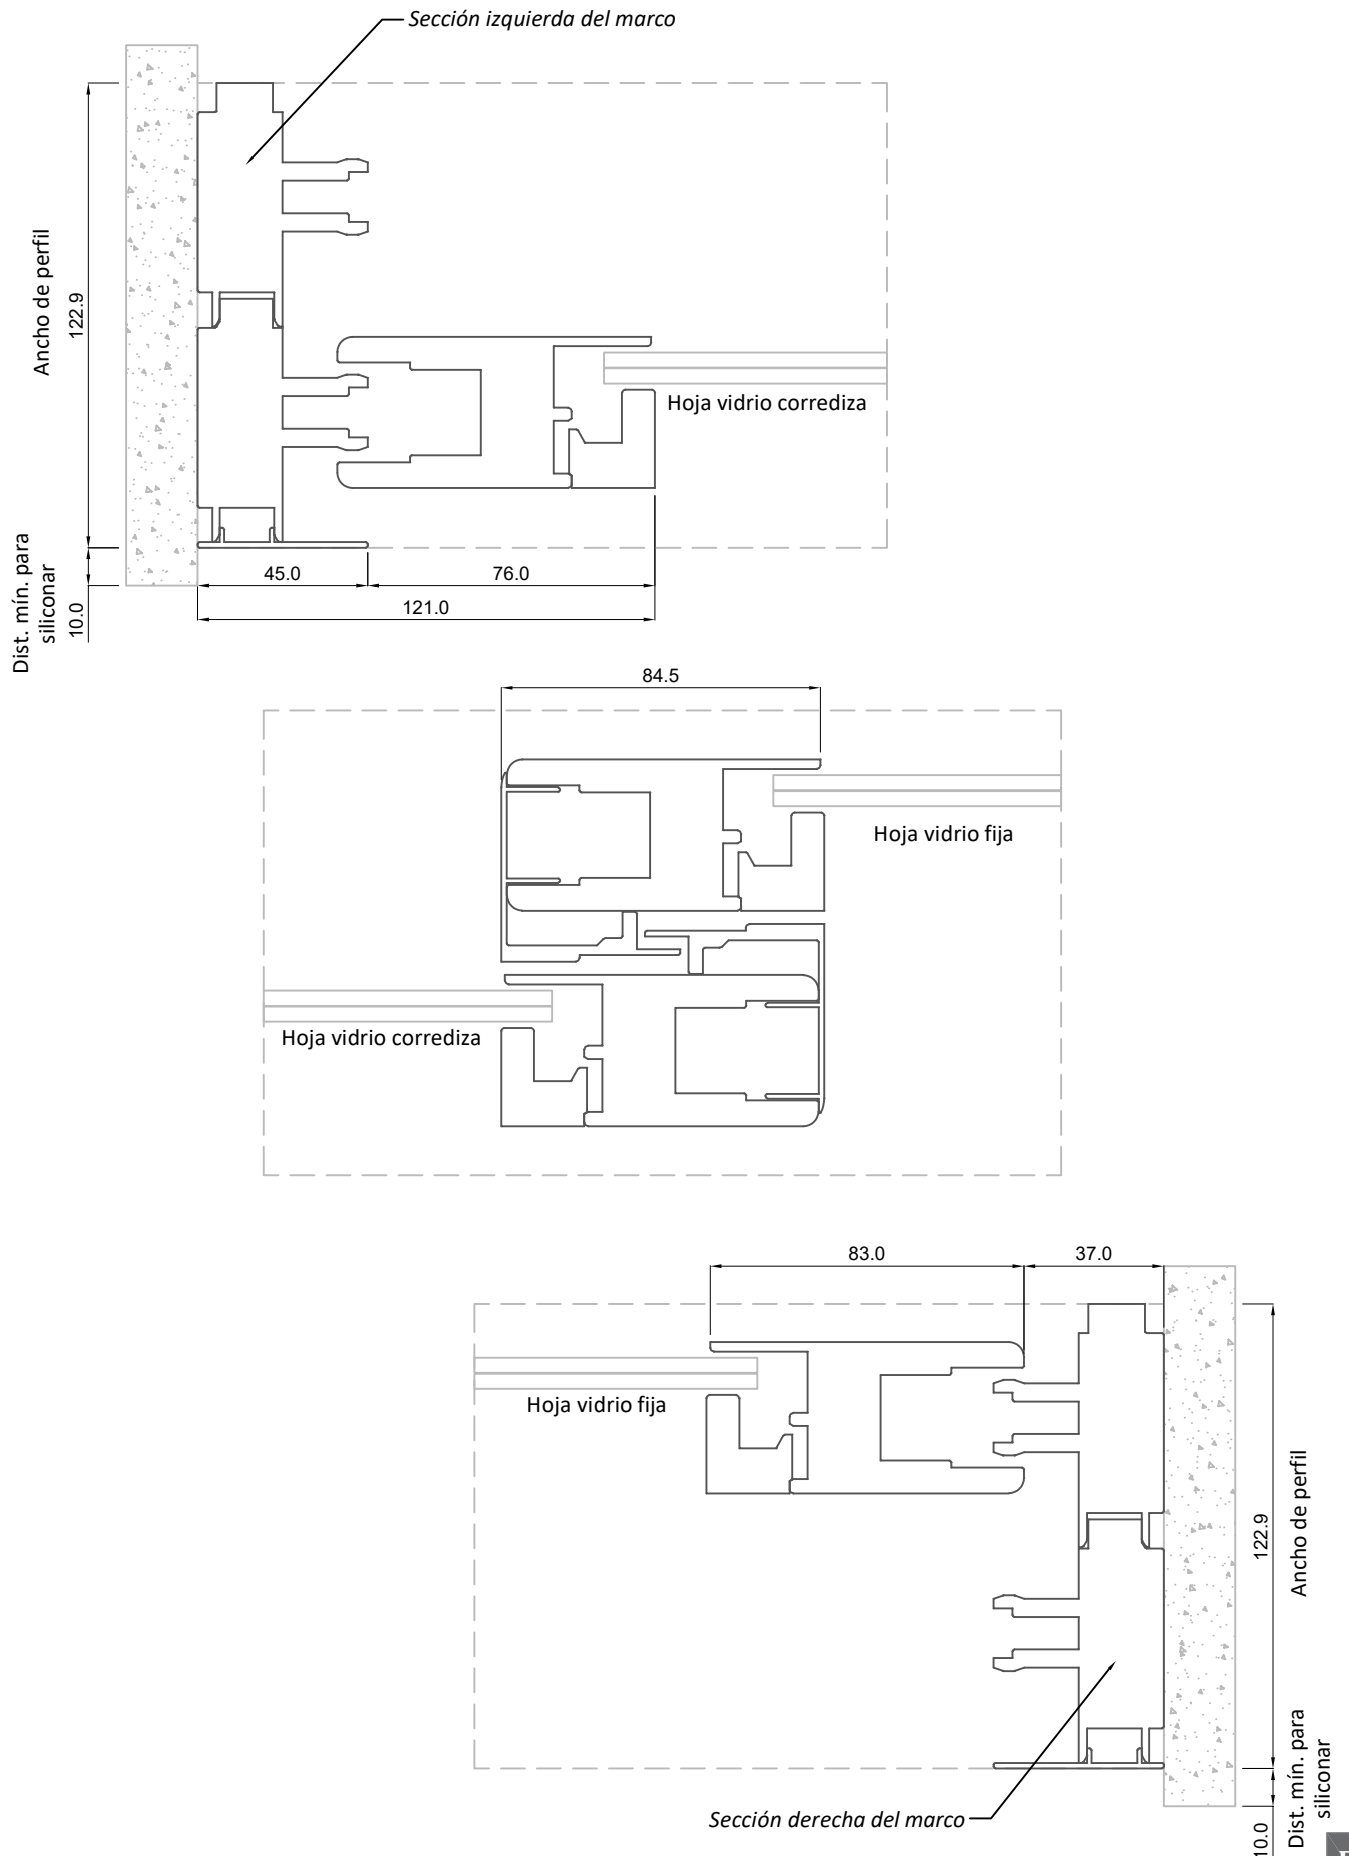 Sección izquierda del marco
Ancho de perfil
122.9
Hoja vidrio corrediza
Dist. mín. para
siliconar
10.0
45.0
76.0
121.0
84.5
Hoja vidrio fija
Hoja vidrio corrediza
83.0
37.0
Hoja vidrio fija
122.9
Ancho de perfil
Sección derecha del marco
10.0
Dist. mín. para
siliconar